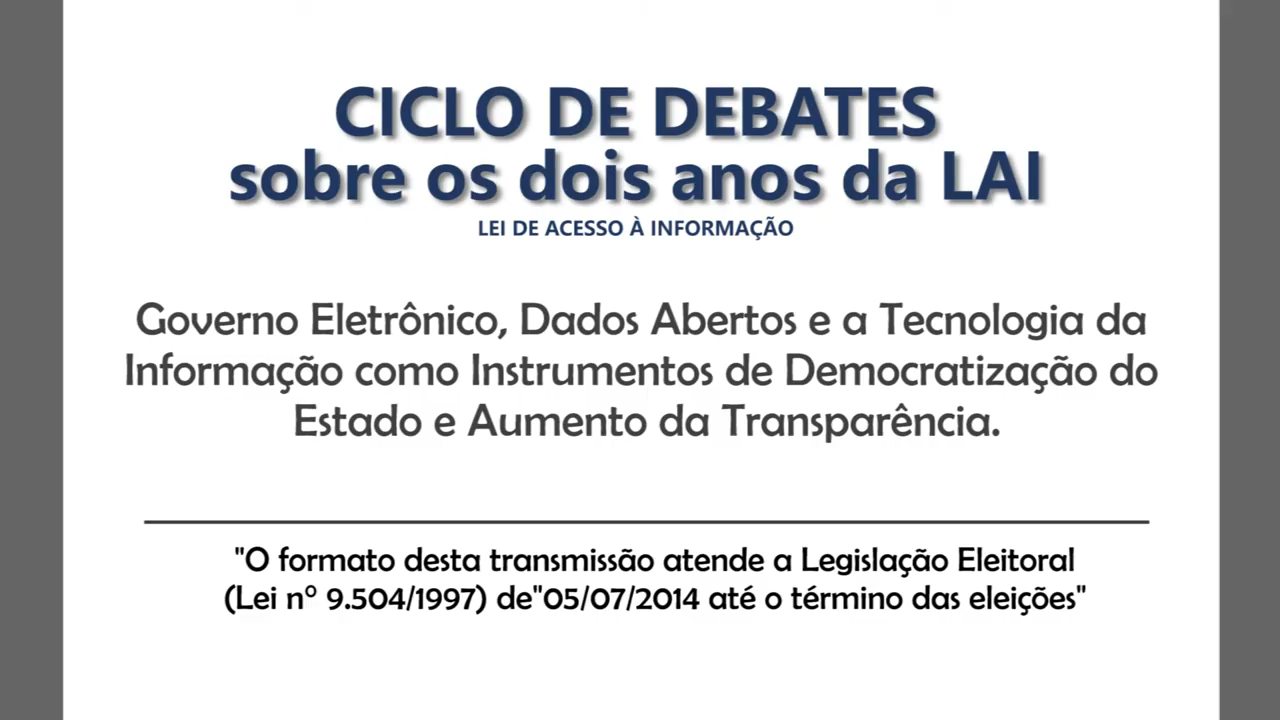 CICLO DE DEBATES
sobre os dois anos da LAI
LEI DE ACESSO À INFORMAÇÃO
Governo Eletrônico, Dados Abertos e a Tecnologia da
Informação como Instrumentos de Democratização do
Estado e Aumento da Transparência.
"O formato desta transmissão atende a Legislação Eleitoral
(Lei nº 9.504/1997) de"05/07/2014 até o término das eleições"